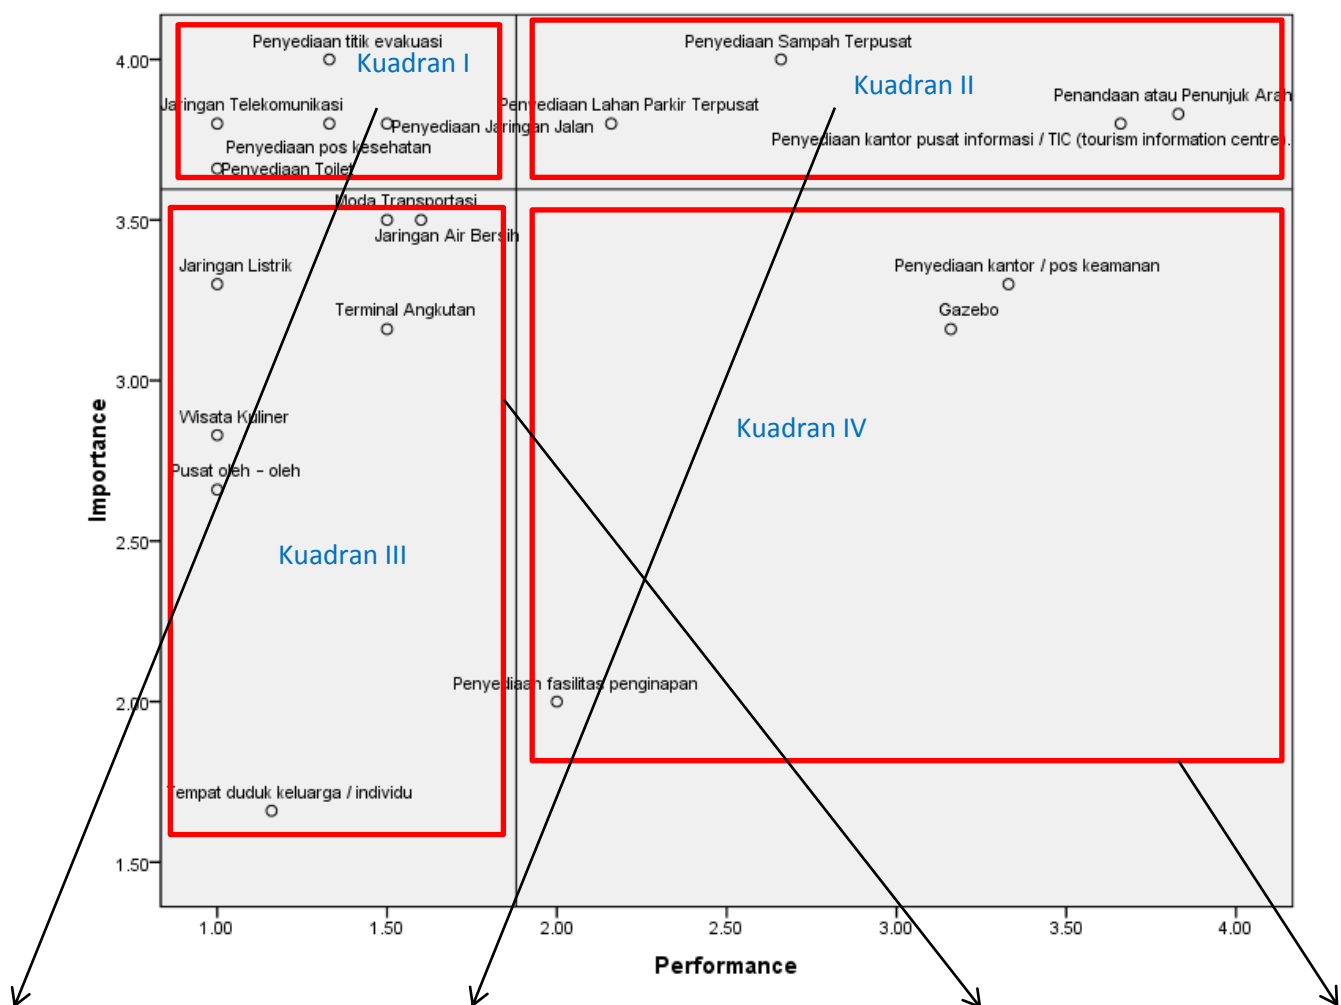 Penyediaan titik evakuasi
Penyediaan Sampah Terpusat
4.00
Kuadran I
Kuadran II
Jaringan Telekomunikasi
Penyediaan Lahan Parkir Terpusat
Penandaan atau Penunjuk Arah
Penyediaan Jaringan Jalan
Penyediaan kantor pusat informasi / TIC (tourism information centre).
Penyediaan pos kesehatan
Penyediaan Toilet
Moda Transportasi
3.50
Jaringan Air Bersih
Jaringan Listrik
Penyediaan kantor / pos keamanan
Terminal Angkutan
Gazebo
3.00
Wisata Kuliner
Kuadran IV
Pusat oleh - oleh
Importance
2.50
Kuadran III
Penyediaan fasilitas penginapan
2.00
Tempat duduk keluarga / individu
1.50
1.00 1.50 2.00 2.50 3.00 3.50 4.00
Performance